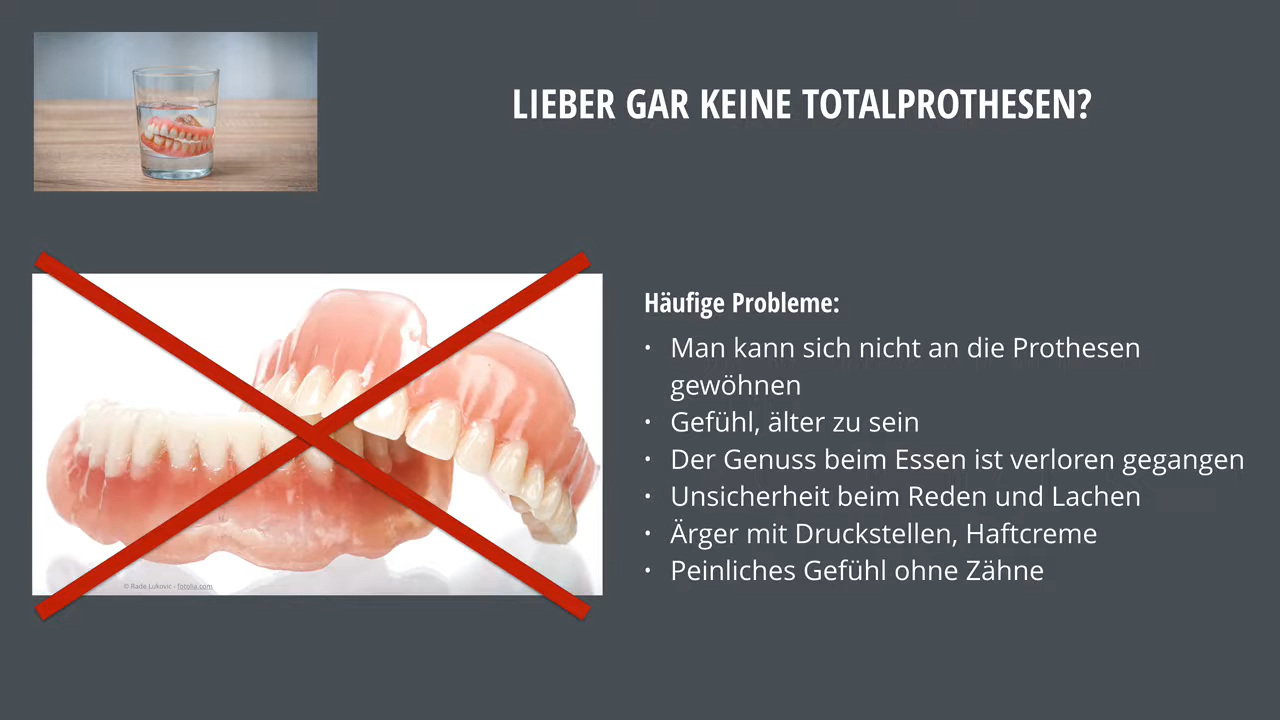 LIEBER GAR KEINE TOTALPROTHESEN?
Häufige Probleme:
• Man kann sich nicht an die Prothesen
gewöhnen
• Gefühl, älter zu sein
• Der Genuss beim Essen ist verloren gegangen
• Unsicherheit beim Reden und Lachen
• Ärger mit Druckstellen, Haftcreme
• Peinliches Gefühl ohne Zähne
© Rade Lukovic - fotolia.com